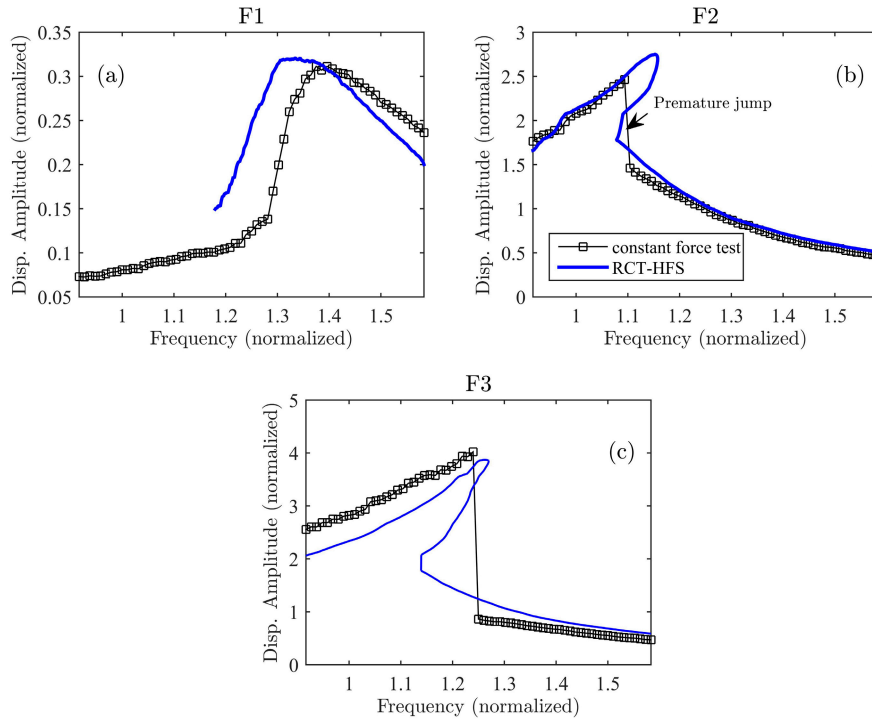 F1
(a)
0.35
0.3
0.25
0.2
0.15
0.1
0.05
Disp. Amplitude (normalized)
1 1.1 1.2 1.3 1.4 1.5
Frequency (normalized)
F2
(b)
Premature jump
3
2.5
2
1.5
1
0.5
0
Disp. Amplitude (normalized)
constant force test
RCT-HFS
1 1.1 1.2 1.3 1.4 1.5
Frequency (normalized)
F3
(c)
5
4
3
2
1
0
Disp. Amplitude (normalized)
1 1.1 1.2 1.3 1.4 1.5
Frequency (normalized)